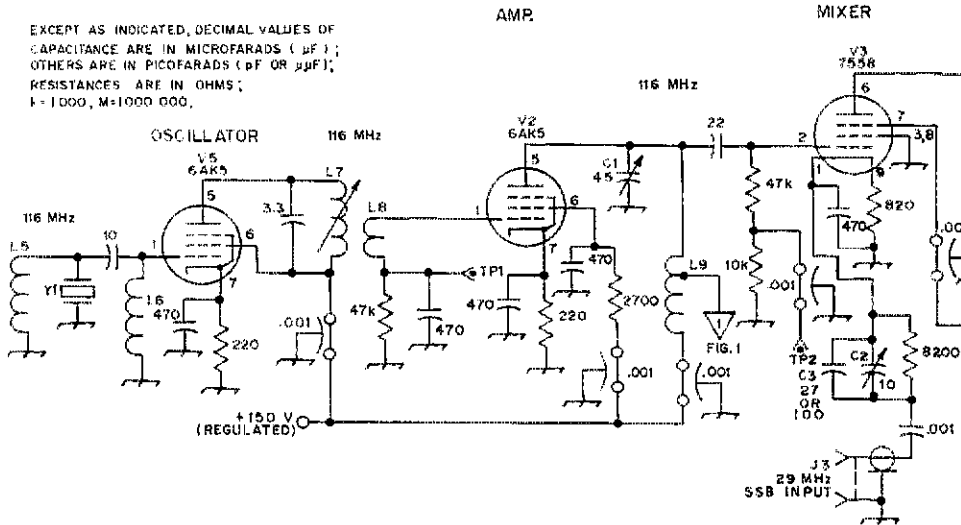 AMP.
MIXER
EXCEPT AS INDICATED, DECIMAL VALUES OF
CAPACITANCE ARE IN MICROFARADS ( µF ) ;
OTHERS ARE IN PICOFARADS ( pF OR µµF);
RESISTANCES ARE IN OHMS ;
k=1000, M=1000 000.
OSCILLATOR
V5
6AK5
5
6
1
7
116 MHz
L5
Y1
10
L6
470
220
116 MHz
L7
3.3
.001
L8
47k
470
TP1
+150 V
(REGULATED)
V2
6AK5
5
6
1
7
470
470
220
2700
.001
C1
45
116 MHz
L9
1
FIG. 1
.001
22
47k
10k
.001
TP2
V3
7558
6
7
3,8
2
1
9
470
820
.001
C2
10
C3
27
OR
100
8200
.001
J3
29 MHz
SSB INPUT